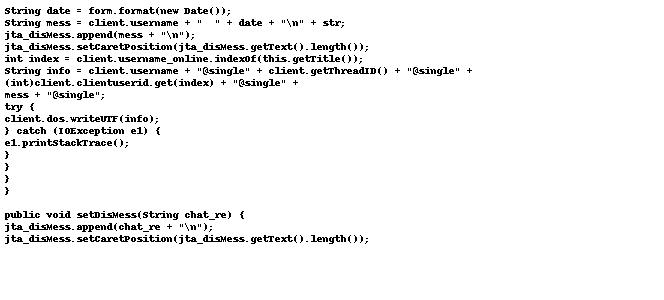 String date = form.format(new Date());
String mess = client.username + "  " + date + "\n" + str;
jta_disMess.append(mess + "\n");
jta_disMess.setCaretPosition(jta_disMess.getText().length());
int index = client.username_online.indexOf(this.getTitle());
String info = client.username + "@single" + client.getThreadID() + "@single" +
(int)client.clientuserid.get(index) + "@single" +
mess + "@single";
try {
client.dos.writeUTF(info);
} catch (IOException e1) {
e1.printStackTrace();
}
}
}
}
public void setDisMess(String chat_re) {
jta_disMess.append(chat_re + "\n");
jta_disMess.setCaretPosition(jta_disMess.getText().length());